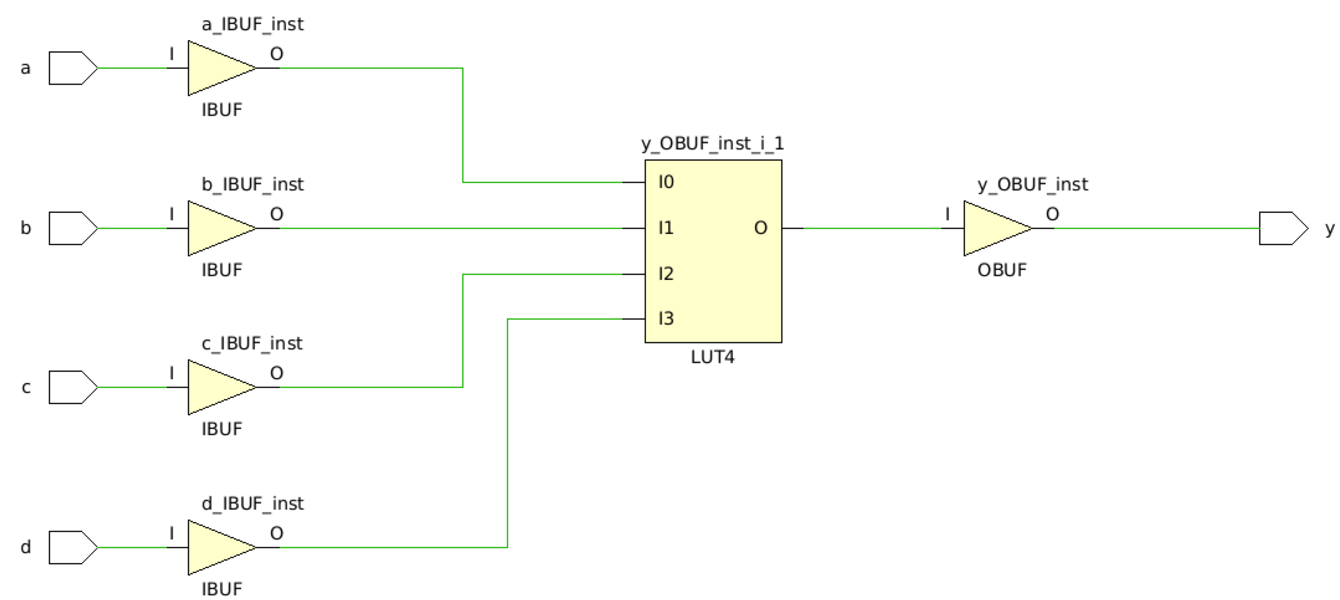 a_IBUF_inst
a I O
IBUF
y_OBUF_inst_i_1
b_IBUF_inst
b I O
IBUF
I0
I1 O
I2
I3
LUT4
y_OBUF_inst
I O y
OBUF
c_IBUF_inst
c I O
IBUF
d_IBUF_inst
d I O
IBUF